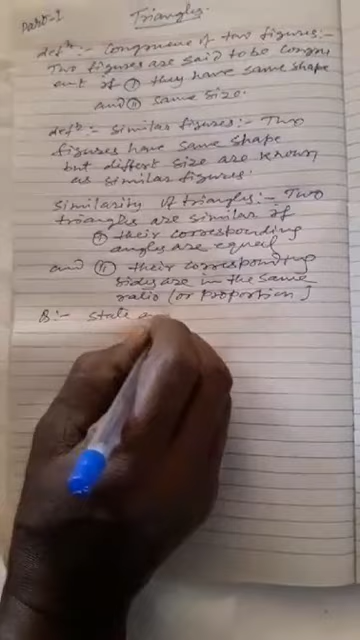 Part-1
Triangles.
defⁿ:- Congruence of two figures:-
Two figures are said to be congru
ent if (i) they have same shape
and (ii) same size.
defⁿ:- Similar figures:- Two
figures have same shape
but differt size are known
as similar figures.
Similarity of triangles:- Two
triangles are similar if
(i) their corresponding
angles are equal
and (ii) their corresponding
sides are in the same
ratio (or proportion)
State a